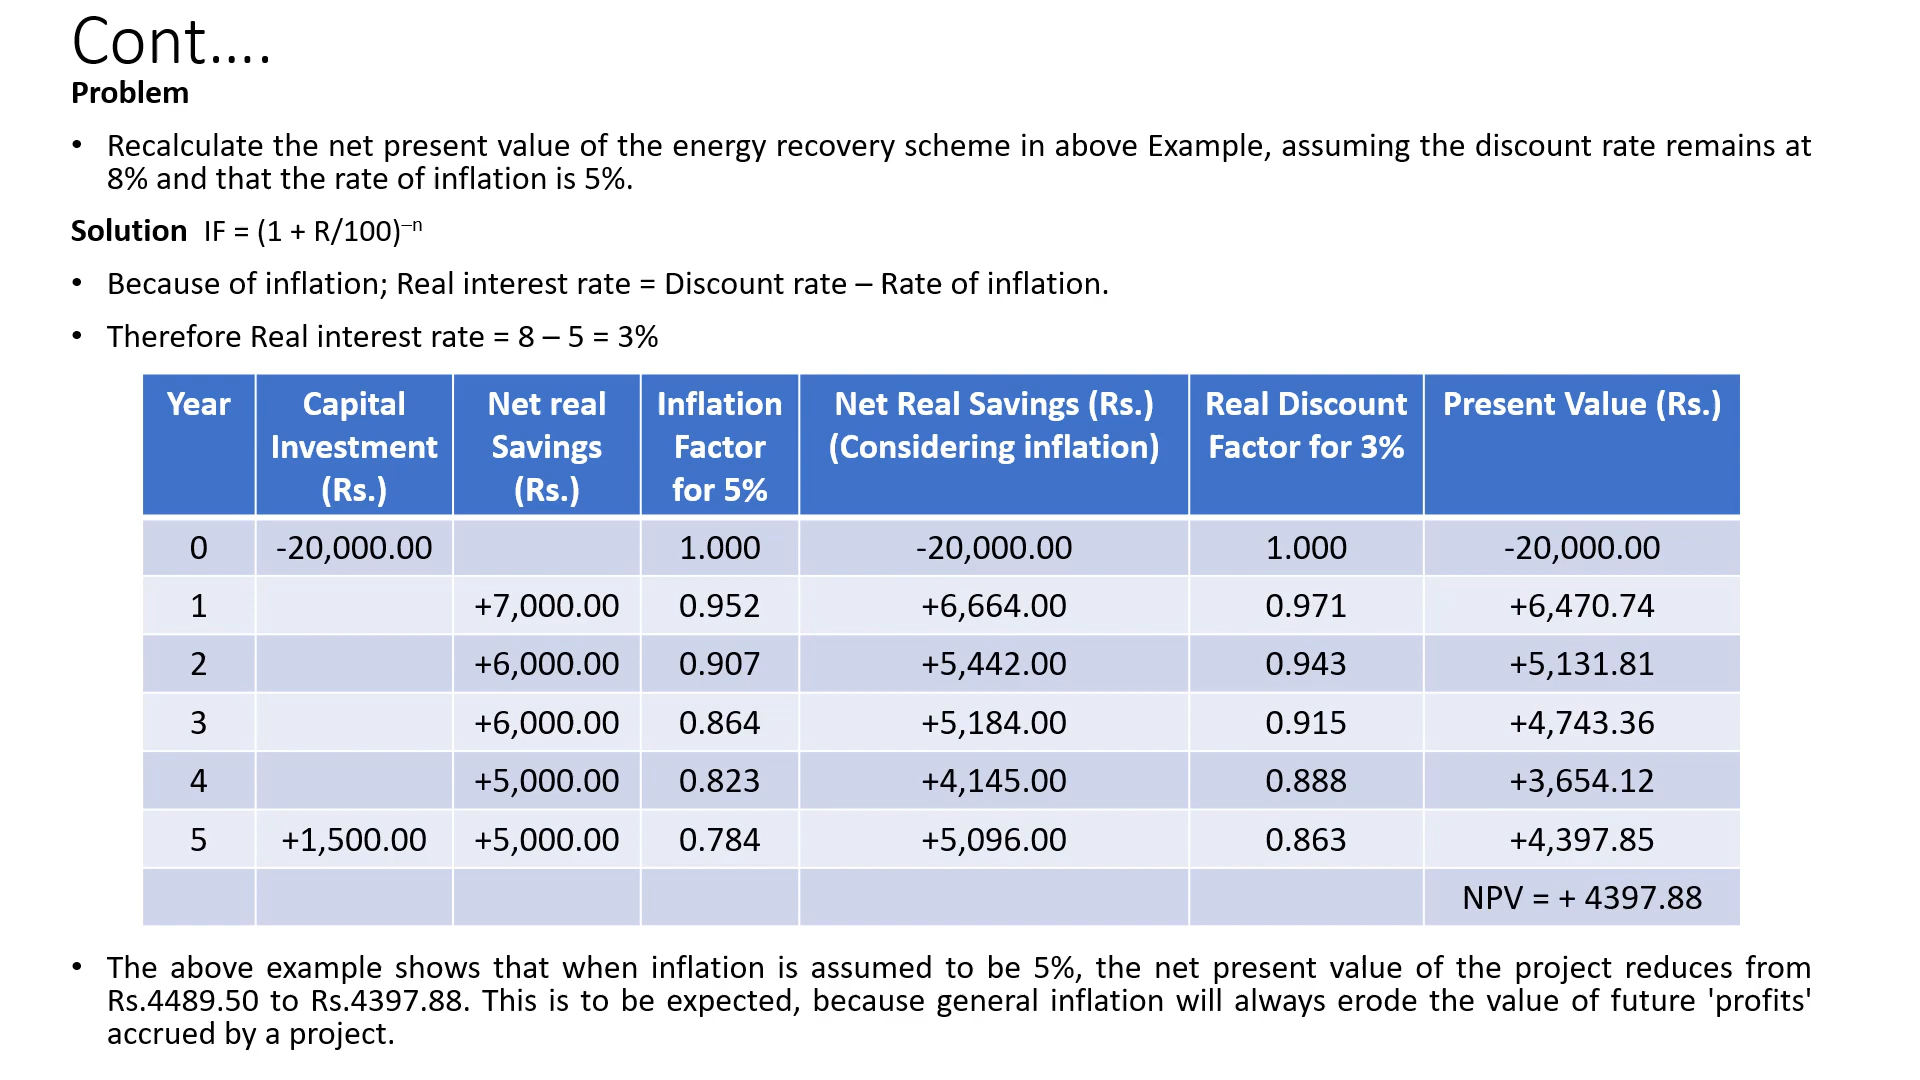 Cont….
Problem
• Recalculate the net present value of the energy recovery scheme in above Example, assuming the discount rate remains at
8% and that the rate of inflation is 5%.
Solution IF = (1 + R/100)–n
• Because of inflation; Real interest rate = Discount rate – Rate of inflation.
• Therefore Real interest rate = 8 – 5 = 3%
Year Capital Investment (Rs.) Net real Savings (Rs.) Inflation Factor for 5% Net Real Savings (Rs.) (Considering inflation) Real Discount Factor for 3% Present Value (Rs.)
0 -20,000.00 1.000 -20,000.00 1.000 -20,000.00
1 +7,000.00 0.952 +6,664.00 0.971 +6,470.74
2 +6,000.00 0.907 +5,442.00 0.943 +5,131.81
3 +6,000.00 0.864 +5,184.00 0.915 +4,743.36
4 +5,000.00 0.823 +4,145.00 0.888 +3,654.12
5 +1,500.00 +5,000.00 0.784 +5,096.00 0.863 +4,397.85
NPV = + 4397.88
• The above example shows that when inflation is assumed to be 5%, the net present value of the project reduces from
Rs.4489.50 to Rs.4397.88. This is to be expected, because general inflation will always erode the value of future 'profits'
accrued by a project.